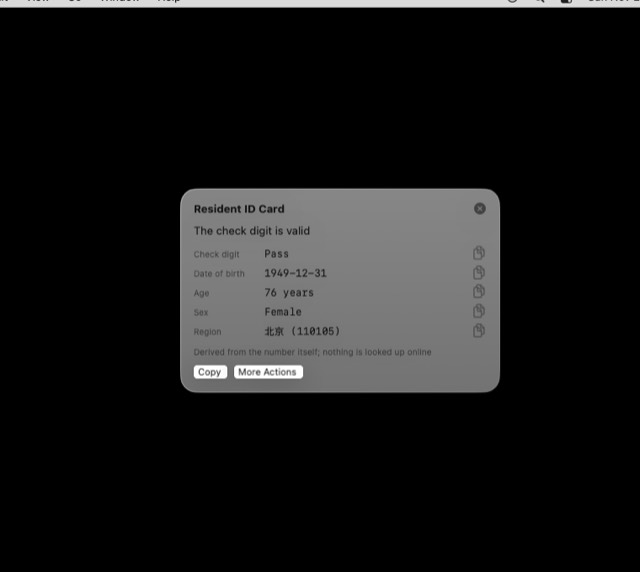 Window Help
Resident ID Card
The check digit is valid
Check digit Pass
Date of birth 1949-12-31
Age 76 years
Sex Female
Region 北京 (110105)
Derived from the number itself; nothing is looked up online
Copy More Actions